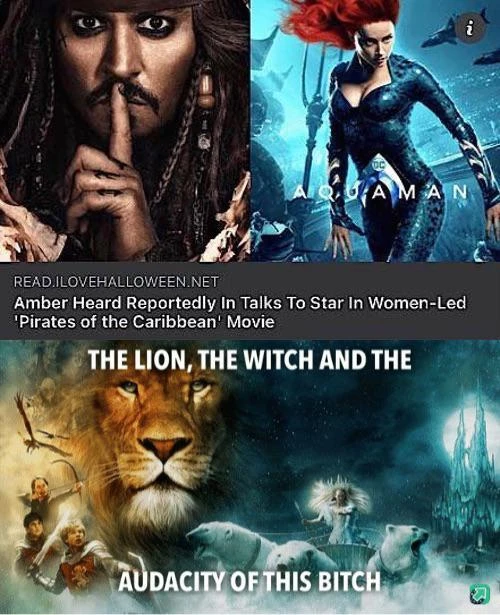 i
DC
AQUAMAN
READ.ILOVEHALLOWEEN.NET
Amber Heard Reportedly In Talks To Star In Women-Led
'Pirates of the Caribbean' Movie
THE LION, THE WITCH AND THE
AUDACITY OF THIS BITCH